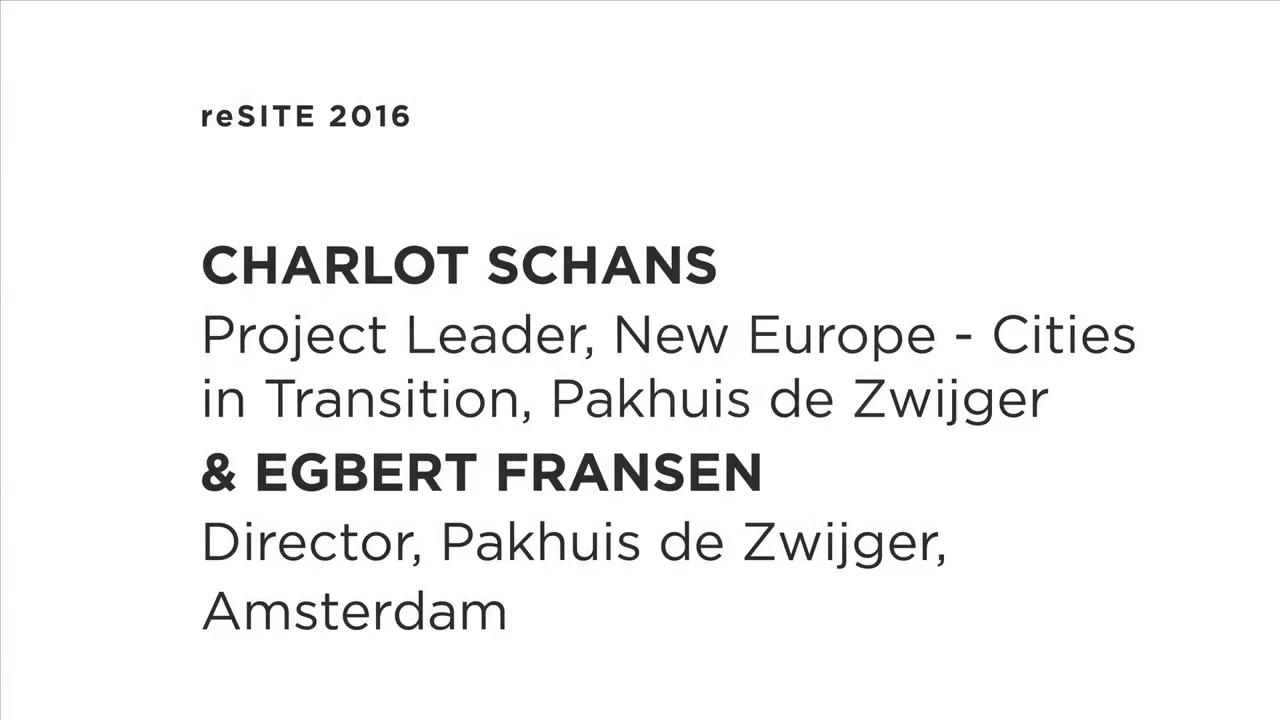 reSITE 2016
CHARLOT SCHANS
Project Leader, New Europe - Cities
in Transition, Pakhuis de Zwijger
& EGBERT FRANSEN
Director, Pakhuis de Zwijger,
Amsterdam